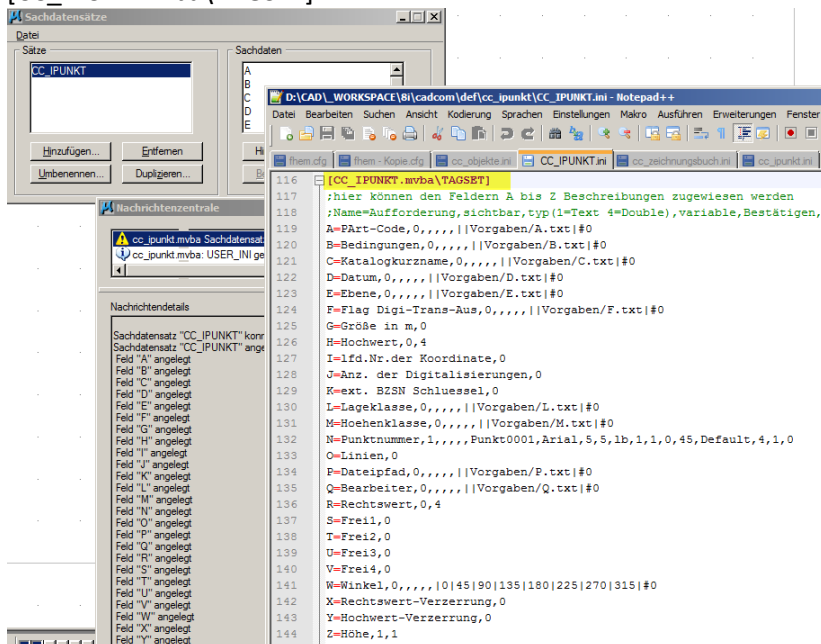 Sachdatensätze
Datei
Sätze
CC_IPUNKT
Hinzufügen...
Entfernen
Umbenennen...
Duplizieren...
Sachdaten
A
B
C
D
E
D:\CAD\_WORKSPACE\8i\cadcom\def\cc_ipunkt\CC_IPUNKT.ini - Notepad++
Datei Bearbeiten Suchen Ansicht Kodierung Sprachen Einstellungen Makro Ausführen Erweiterungen Fenster
fhem.cfg fhem - Kopie.cfg cc_objekte.ini CC_IPUNKT.ini cc_zeichnungsbuch.ini cc_ipunkt.ini
116 [CC_IPUNKT.mvba\TAGSET]
117 ;hier können den Feldern A bis Z Beschreibungen zugewiesen werden
118 ;Name=Aufforderung,sichtbar,typ(1=Text 4=Double),variable,Bestätigen,
119 A=PArt-Code,0,,,,,||Vorgaben/A.txt|#0
120 B=Bedingungen,0,,,,,||Vorgaben/B.txt|#0
121 C=Katalogkurzname,0,,,,,||Vorgaben/C.txt|#0
122 D=Datum,0,,,,,||Vorgaben/D.txt|#0
123 E=Ebene,0,,,,,||Vorgaben/E.txt|#0
124 F=Flag Digi-Trans-Aus,0,,,,,||Vorgaben/F.txt|#0
125 G=Größe in m,0
126 H=Hochwert,0,4
127 I=lfd.Nr.der Koordinate,0
128 J=Anz. der Digitalisierungen,0
129 K=ext. BZSN Schluessel,0
130 L=Lageklasse,0,,,,,||Vorgaben/L.txt|#0
131 M=Hoehenklasse,0,,,,,||Vorgaben/M.txt|#0
132 N=Punktnummer,1,,,,,Punkt0001,Arial,5,5,lb,1,1,0,45,Default,4,1,0
133 O=Linien,0
134 P=Dateipfad,0,,,,,||Vorgaben/P.txt|#0
135 Q=Bearbeiter,0,,,,,||Vorgaben/Q.txt|#0
136 R=Rechtswert,0,4
137 S=Frei1,0
138 T=Frei2,0
139 U=Frei3,0
140 V=Frei4,0
141 W=Winkel,0,,,,,|0|45|90|135|180|225|270|315|#0
142 X=Rechtswert-Verzerrung,0
143 Y=Hochwert-Verzerrung,0
144 Z=Höhe,1,1
Nachrichtenzentrale
cc_ipunkt.mvba Sachdatensat
cc_ipunkt.mvba: USER_INI ge
Nachrichtendetails
Sachdatensatz "CC_IPUNKT" konr
Sachdatensatz "CC_IPUNKT" ange
Feld "A" angelegt
Feld "B" angelegt
Feld "C" angelegt
Feld "D" angelegt
Feld "E" angelegt
Feld "F" angelegt
Feld "G" angelegt
Feld "H" angelegt
Feld "I" angelegt
Feld "J" angelegt
Feld "K" angelegt
Feld "L" angelegt
Feld "M" angelegt
Feld "N" angelegt
Feld "O" angelegt
Feld "P" angelegt
Feld "Q" angelegt
Feld "R" angelegt
Feld "S" angelegt
Feld "T" angelegt
Feld "U" angelegt
Feld "V" angelegt
Feld "W" angelegt
Feld "X" angelegt
Feld "Y" angelegt